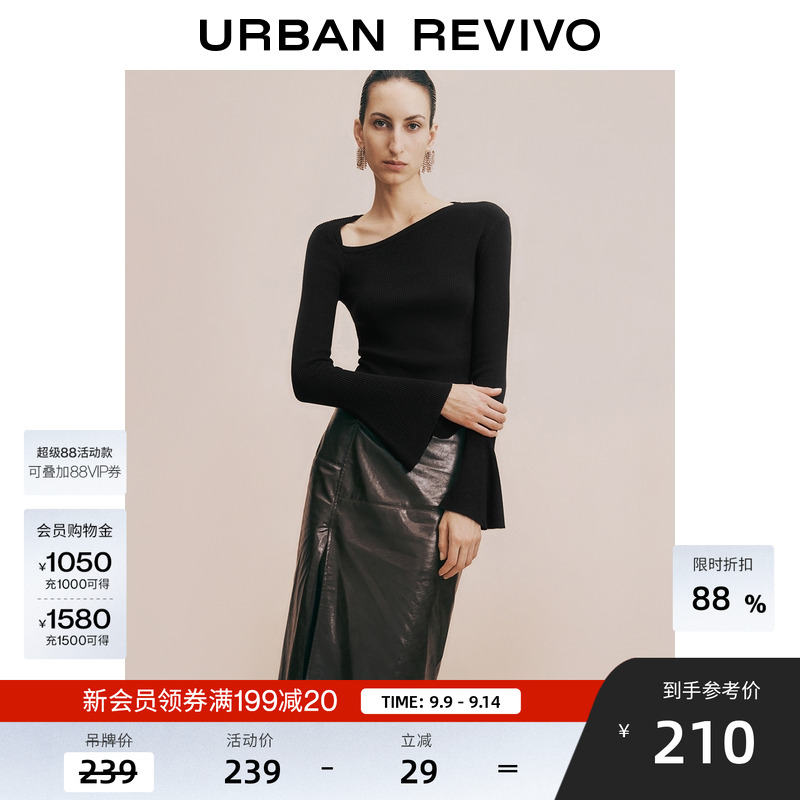 URBAN REVIVO
超级88活动款
可叠加88VIP券
会员购物金
¥1050
充1000可得
¥1580
充1500可得
限时折扣
88 %
新会员领券满199减20
TIME: 9.9 - 9.14
到手参考价
¥ 210
吊牌价 活动价 立减
239 239 - 29 =